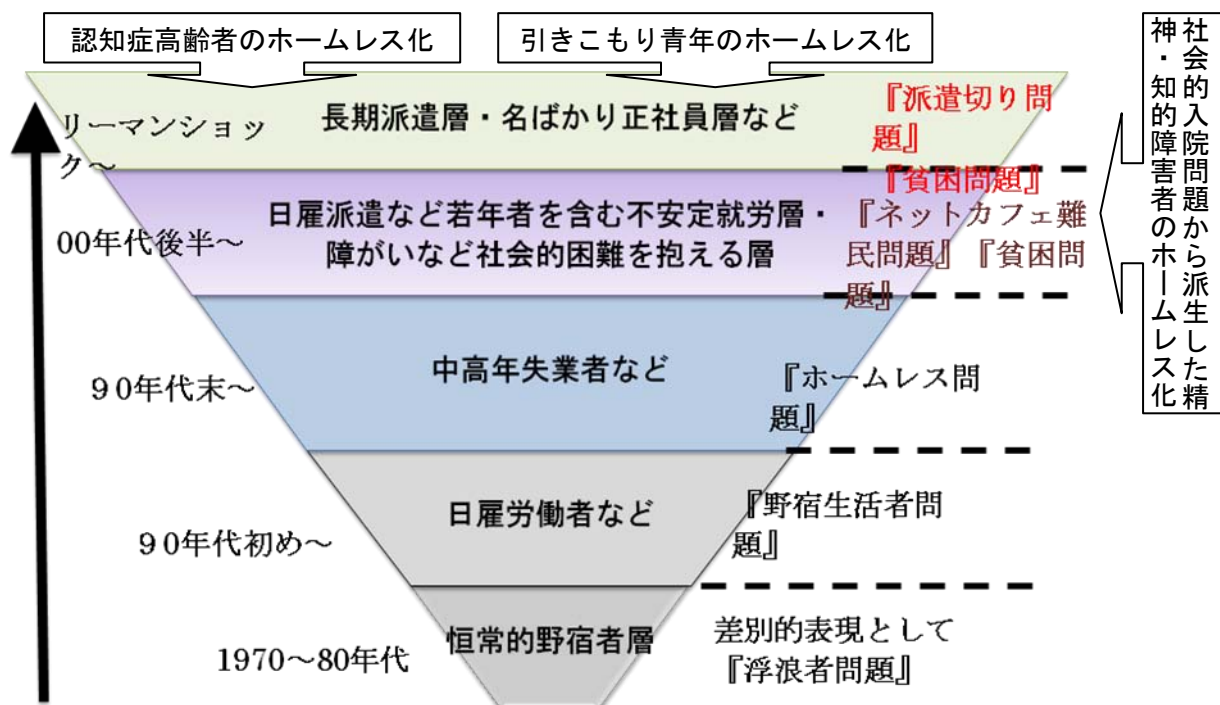 認知症高齢者のホームレス化
引きこもり青年のホームレス化
社会的入院問題から派生した精
神・知的障害者のホームレス化
リーマンショッ
ク～
長期派遣層・名ばかり正社員層など
『派遣切り問
題』
『貧困問題』
00年代後半～
日雇派遣など若年者を含む不安定就労層・
障がいなど社会的困難を抱える層
『ネットカフェ難
民問題』『貧困問
題』
９０年代末～
中高年失業者など
『ホームレス問
題』
９０年代初め～
日雇労働者など
『野宿生活者問
題』
1970～80年代
恒常的野宿者層
差別的表現として
『浮浪者問題』